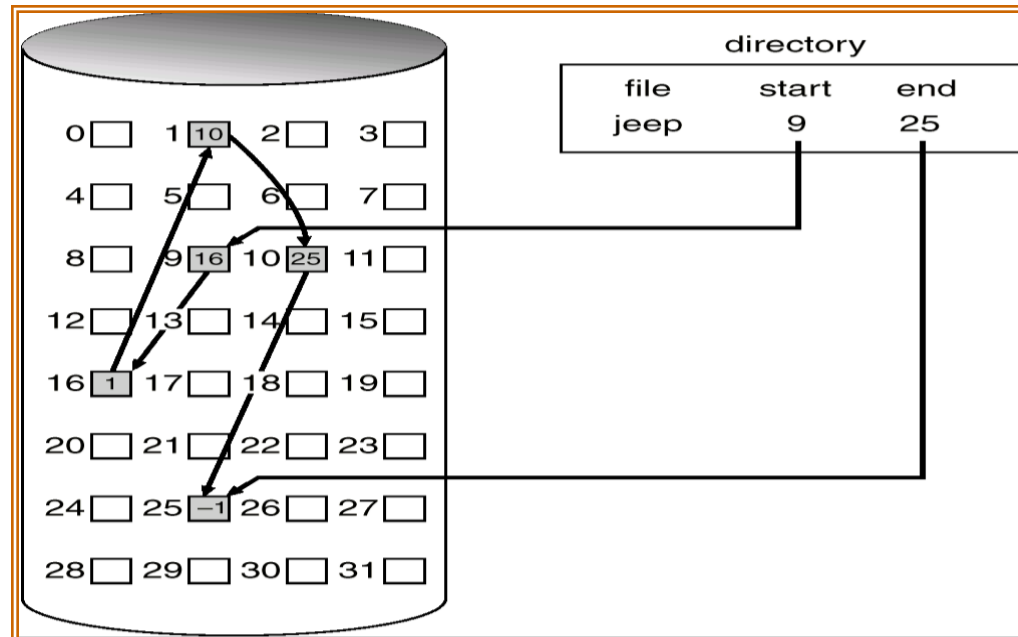 directory
file start end
jeep 9 25
0 1 10 2 3
4 5 6 7
8 9 16 10 25 11
12 13 14 15
16 1 17 18 19
20 21 22 23
24 25 −1 26 27
28 29 30 31